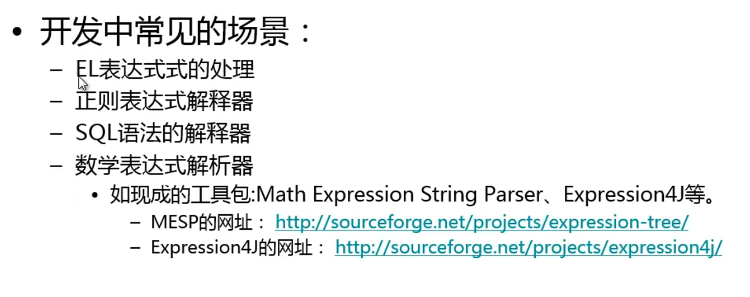 • 开发中常见的场景：
– EL表达式式的处理
– 正则表达式解释器
– SQL语法的解释器
– 数学表达式解析器
• 如现成的工具包:Math Expression String Parser、Expression4J等。
– MESP的网址： http://sourceforge.net/projects/expression-tree/
– Expression4J的网址： http://sourceforge.net/projects/expression4j/